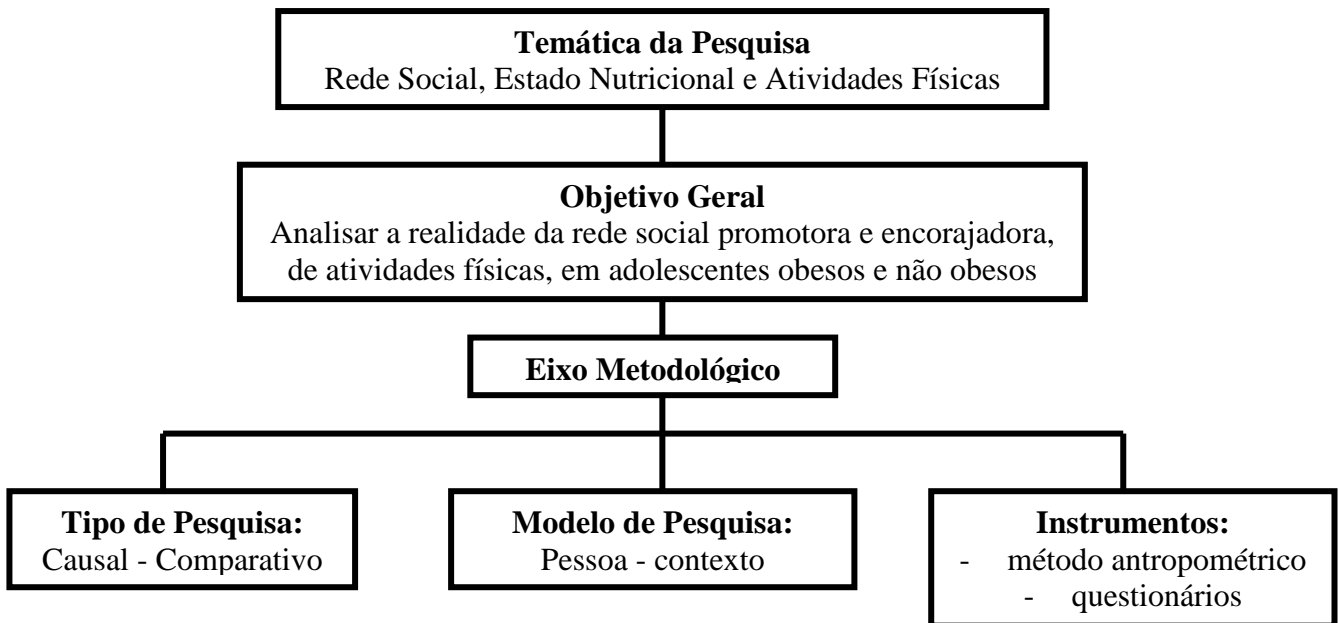 Temática da Pesquisa
Rede Social, Estado Nutricional e Atividades Físicas
Objetivo Geral
Analisar a realidade da rede social promotora e encorajadora,
de atividades físicas, em adolescentes obesos e não obesos
Eixo Metodológico
Tipo de Pesquisa:
Causal - Comparativo
Modelo de Pesquisa:
Pessoa - contexto
Instrumentos:
- método antropométrico
- questionários